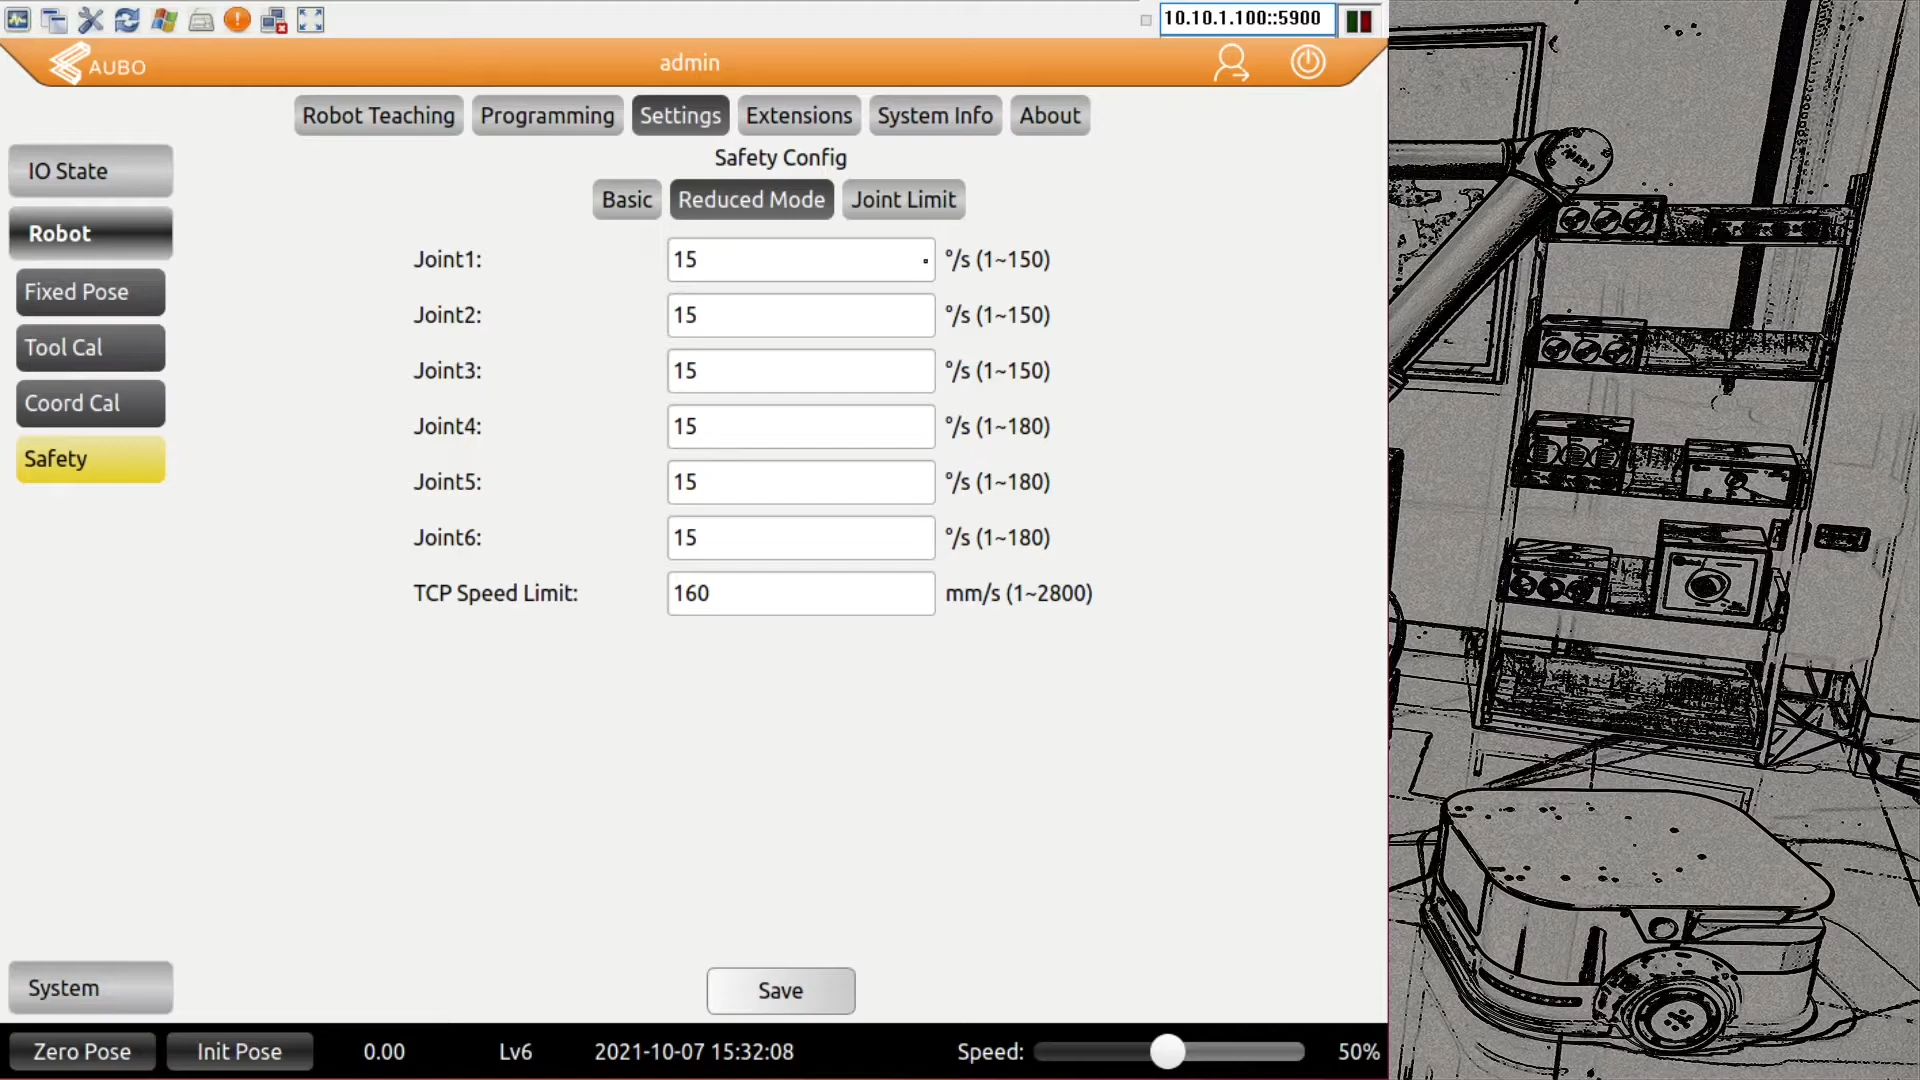 10.10.1.100::5900
AUBO
admin
Robot Teaching
Programming
Settings
Extensions
System Info
About
Safety Config
Basic
Reduced Mode
Joint Limit
IO State
Robot
Fixed Pose
Tool Cal
Coord Cal
Safety
Joint1: 15 °/s (1~150)
Joint2: 15 °/s (1~150)
Joint3: 15 °/s (1~150)
Joint4: 15 °/s (1~180)
Joint5: 15 °/s (1~180)
Joint6: 15 °/s (1~180)
TCP Speed Limit: 160 mm/s (1~2800)
System
Save
Zero Pose
Init Pose
0.00
Lv6
2021-10-07 15:32:08
Speed:
50%